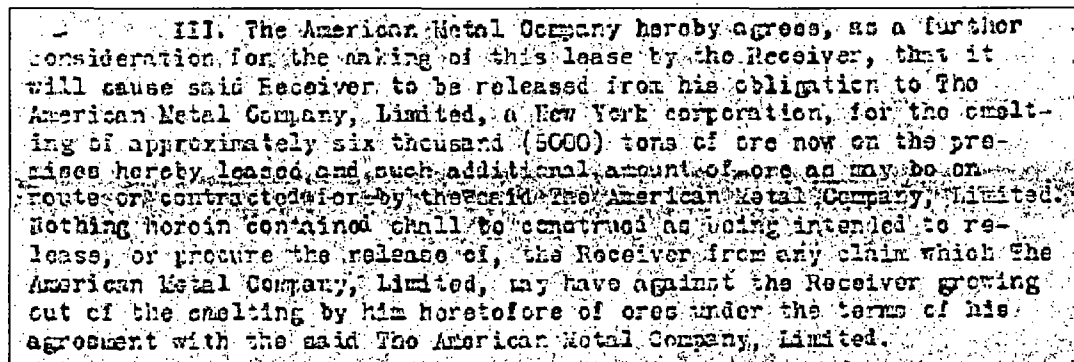 III. The American Metal Company hereby agrees, as a further
consideration for the making of this lease by the Receiver, that it
will cause said Receiver to be released from his obligation to The
American Metal Company, Limited, a New York corporation, for the smelt-
ing of approximately six thousand (6000) tons of ore now on the pre-
mises hereby leased and such additional amount of ore as may be en
route or contracted for by the said The American Metal Company, Limited.
Nothing herein contained shall be construed as being intended to re-
lease, or procure the release of, the Receiver from any claim which The
American Metal Company, Limited, may have against the Receiver growing
out of the smelting by him heretofore of ores under the terms of his
agreement with the said The American Metal Company, Limited.